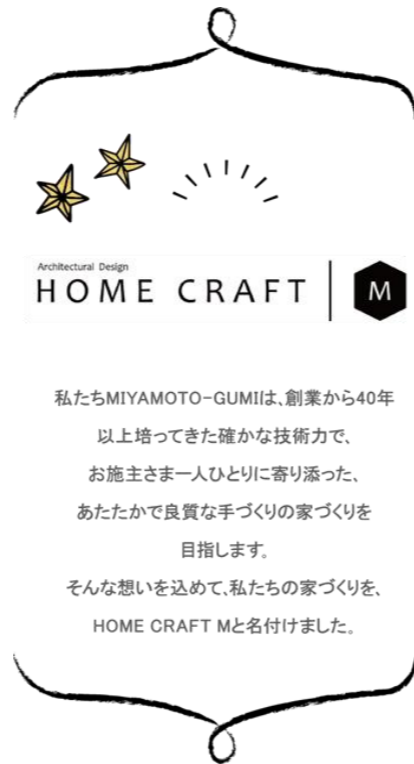 Architectural Design
HOME CRAFT
M
私たちMIYAMOTO-GUMIは、創業から40年
以上培ってきた確かな技術力で、
お施主さま一人ひとりに寄り添った、
あたたかで良質な手づくりの家づくりを
目指します。
そんな想いを込めて、私たちの家づくりを、
HOME CRAFT Mと名付けました。